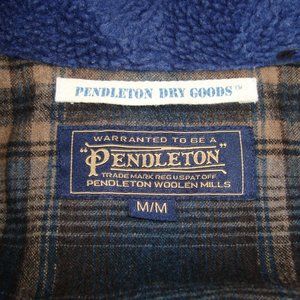 PENDLETON DRY GOODS™
WARRANTED TO BE A
"PENDLETON"
TRADE MARK REG US PAT OFF
PENDLETON WOOLEN MILLS
M/M